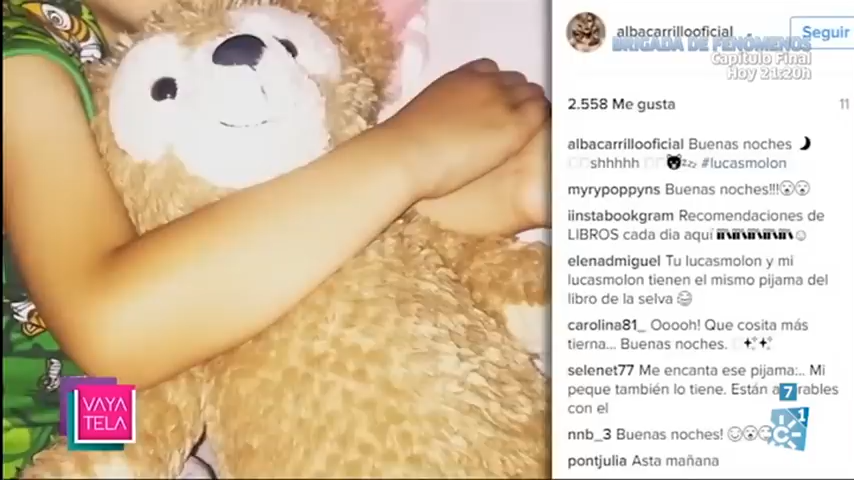 albacarrillooficial
Seguir
BRIGADA DE FENÓMENOS
Capítulo Final
Hoy 21:20h
2.558 Me gusta
11
albacarrillooficial Buenas noches
shhhhh #lucasmolon
myrypoppyns Buenas noches!!!
iinstabookgram Recomendaciones de
LIBROS cada dia aquí
elenadmiguel Tu lucasmolon y mi
lucasmolon tienen el mismo pijama del
libro de la selva
carolina81_ Ooooh! Que cosita más
tierna... Buenas noches.
selenet77 Me encanta ese pijama:.. Mi
peque también lo tiene. Están
con el
nnb_3 Buenas noches!
pontjulia Asta mañana
VAYA
TELA
7
1